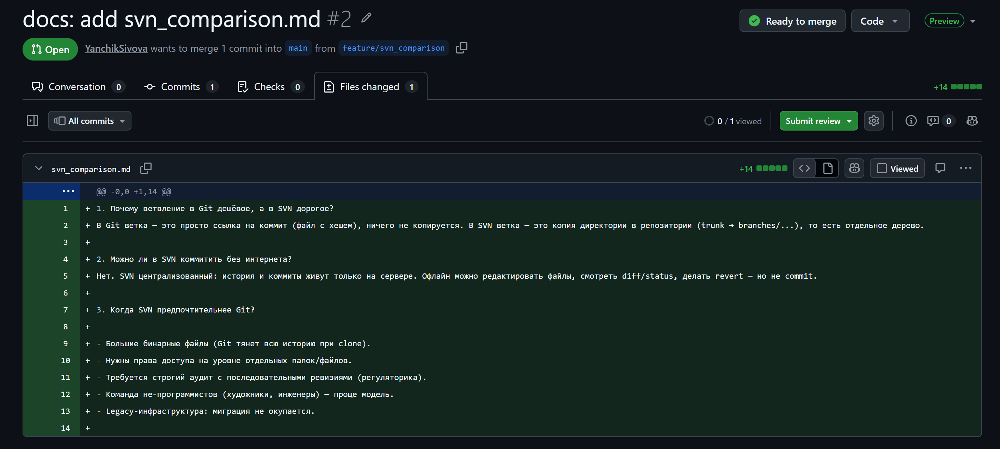 docs: add svn_comparison.md #2
Ready to merge
Code
Preview
Open
YanchikSivova wants to merge 1 commit into main from feature/svn_comparison
Conversation 0
Commits 1
Checks 0
Files changed 1
+14
All commits
0 / 1 viewed
Submit review
0
svn_comparison.md
+14
Viewed
@@ -0,0 +1,14 @@
1 + 1. Почему ветвление в Git дешёвое, а в SVN дорогое?
2 + В Git ветка — это просто ссылка на коммит (файл с хешем), ничего не копируется. В SVN ветка — это копия директории в репозитории (trunk → branches/...), то есть отдельное дерево.
3 +
4 + 2. Можно ли в SVN коммитить без интернета?
5 + Нет. SVN централизованный: история и коммиты живут только на сервере. Офлайн можно редактировать файлы, смотреть diff/status, делать revert — но не commit.
6 +
7 + 3. Когда SVN предпочтительнее Git?
8 +
9 + - Большие бинарные файлы (Git тянет всю историю при clone).
10 + - Нужны права доступа на уровне отдельных папок/файлов.
11 + - Требуется строгий аудит с последовательными ревизиями (регуляторика).
12 + - Команда не-программистов (художники, инженеры) — проще модель.
13 + - Legacy-инфраструктура: миграция не окупается.
14 +